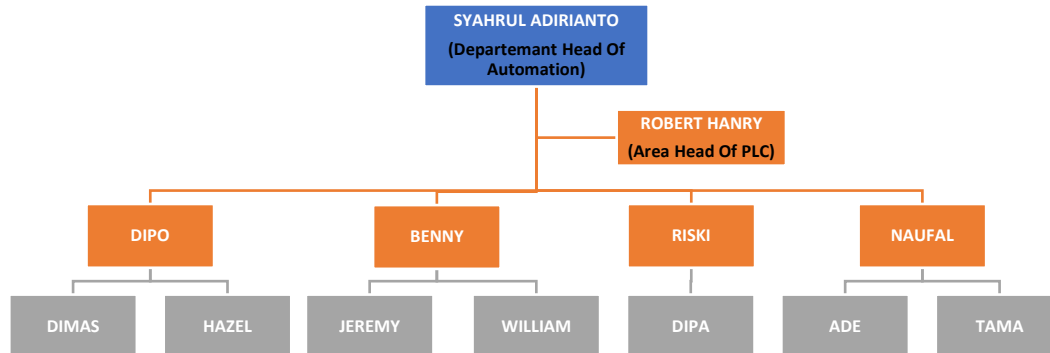 SYAHRUL ADIRIANTO
(Departemant Head Of
Automation)
ROBERT HANRY
(Area Head Of PLC)
DIPO
BENNY
RISKI
NAUFAL
DIMAS
HAZEL
JEREMY
WILLIAM
DIPA
ADE
TAMA